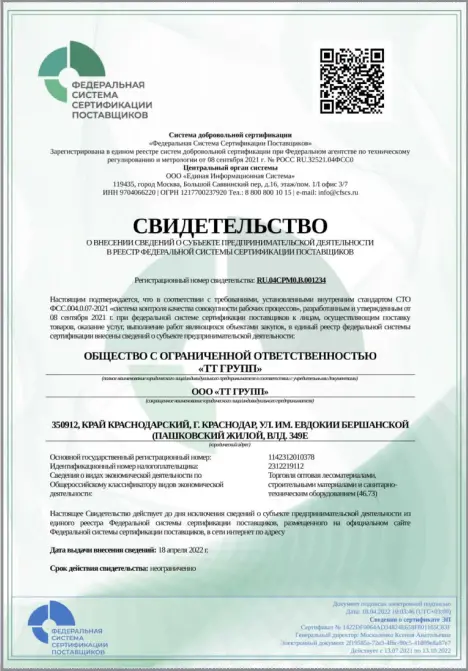 ФЕДЕРАЛЬНАЯ
СИСТЕМА
СЕРТИФИКАЦИИ
ПОСТАВЩИКОВ
Система добровольной сертификации
«Федеральная Система Сертификации Поставщиков»
Зарегистрирована в едином реестре систем добровольной сертификации при Федеральном агентстве по техническому
регулированию и метрологии от 08 сентября 2021 г. № РОСС RU.32521.04ФСС0
Центральный орган системы
ООО «Единая Информационная Система»
119435, город Москва, Большой Саввинский пер, д.16, этаж/пом. 1/I офис 3/7
ИНН 9704066220 | ОГРН 1217700237920 Тел.: 8 800 800 10 15 | e-mail: info@cfscs.ru
СВИДЕТЕЛЬСТВО
О ВНЕСЕНИИ СВЕДЕНИЙ О СУБЪЕКТЕ ПРЕДПРИНИМАТЕЛЬСКОЙ ДЕЯТЕЛЬНОСТИ
В РЕЕСТР ФЕДЕРАЛЬНОЙ СИСТЕМЫ СЕРТИФИКАЦИИ ПОСТАВЩИКОВ
Регистрационный номер свидетельства: RU.04СРМ0.В.001234
Настоящим подтверждается, что в соответствии с требованиями, установленными внутренним стандартом СТО
ФСС.004.0.07-2021 «система контроля качества совокупности рабочих процессов», разработанным и утвержденным от
08 сентября 2021 г. при федеральной системе сертификации поставщиков к лицам, осуществляющим поставку
товаров, оказание услуг, выполнение работ являющихся объектами закупок, в единый реестр федеральной системы
сертификации внесены сведений о субъекте предпринимательской деятельности:
ОБЩЕСТВО С ОГРАНИЧЕННОЙ ОТВЕТСТВЕННОСТЬЮ
«ТТ ГРУПП»
(полное наименование юридического лица/индивидуального предпринимателя в соответствии с учредительными документами)
ООО «ТТ ГРУПП»
(сокращенное наименование юридического лица/индивидуального предпринимателя)
350912, КРАЙ КРАСНОДАРСКИЙ, Г. КРАСНОДАР, УЛ. ИМ. ЕВДОКИИ БЕРШАНСКОЙ
(ПАШКОВСКИЙ ЖИЛОЙ, ВЛД. 349Е
(юридический адрес)
Основной государственный регистрационный номер: 1142312010378
Идентификационный номер налогоплательщика: 2312219112
Сведения о видах экономической деятельности по Торговля оптовая лесоматериалами,
Общероссийскому классификатору видов экономической строительными материалами и санитарно-
деятельности: техническим оборудованием (46.73)
Настоящее Свидетельство действует до дня исключения сведений о субъекте предпринимательской деятельности из
единого реестра Федеральной системы сертификации поставщиков, размещенного на официальном сайте
Федеральной системы сертификации поставщиков, в сети интернет по адресу
Дата выдачи внесения сведений: 18 апреля 2022 г.
Срок действия свидетельства: неограниченно
ФЕДЕРАЛЬНАЯ
СИСТЕМА
СЕРТИФИКАЦИИ
ПОСТАВЩИКОВ
Документ подписан электронной подписью
Дата: 18.04.2022 10:03:46 (UTC+03:00)
Сведения о сертификате ЭП
Сертификат №
Генеральный директор: Москаленко Ксения Анатольевна
Электронный документ
Действует с 13.07.2021 по 13.10.2022